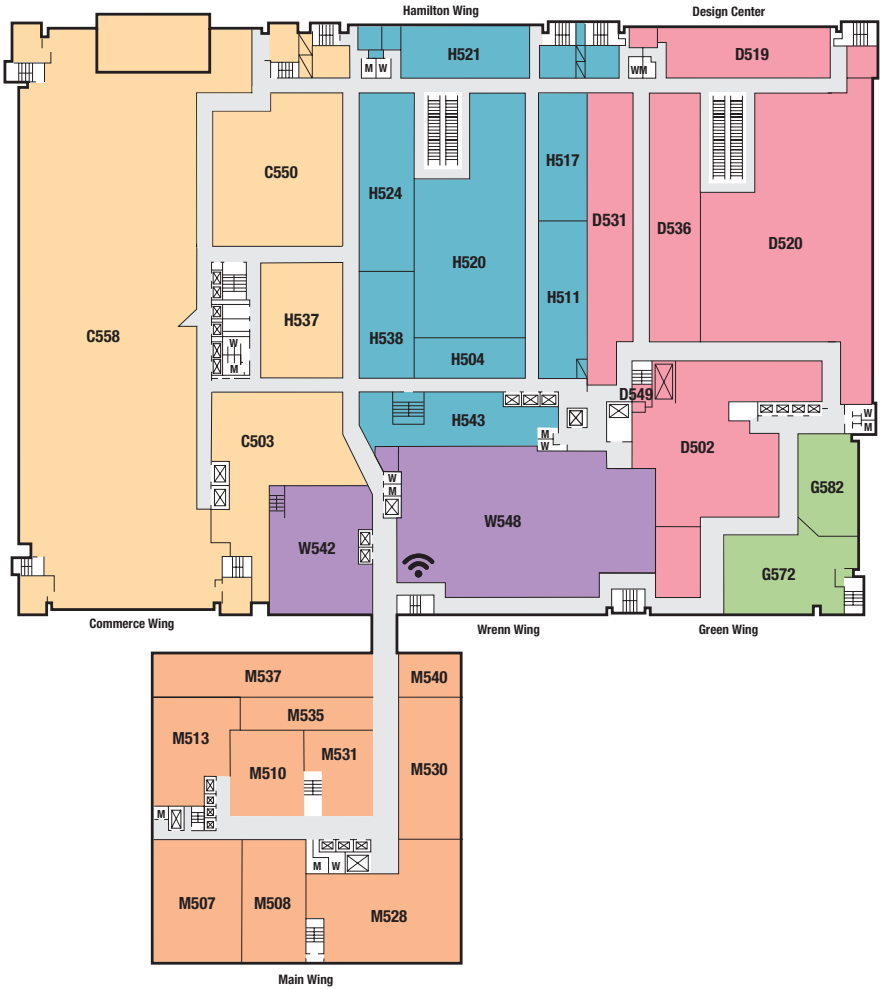 Hamilton Wing
Design Center
H521
D519
M W
WM
C550
H524
H517
D531
D536
D520
H520
H537
H511
C558
H538
W
M
H504
D549
H543
C503
M
W
D502
W
M
W
M
G582
W548
W542
G572
Commerce Wing
Wrenn Wing
Green Wing
M537
M540
M535
M513
M531
M510
M530
M
M W
M507
M508
M528
Main Wing